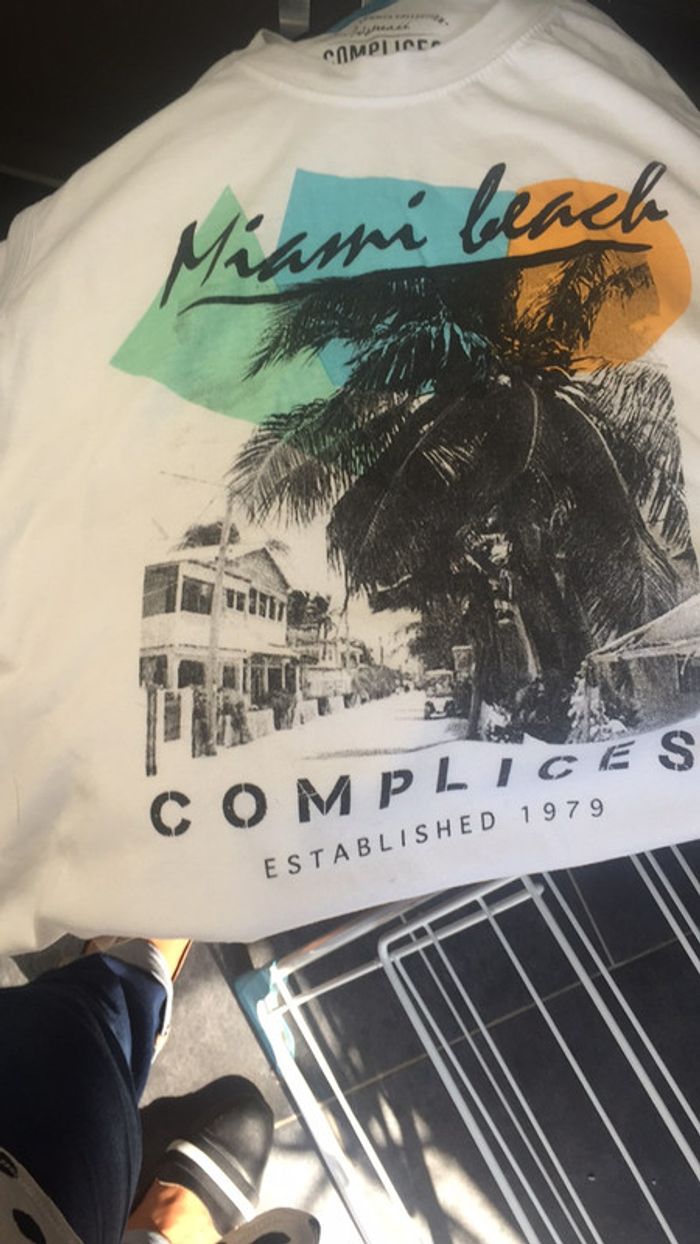 COMPLICES
Miami beach
COMPLICES
ESTABLISHED 1979